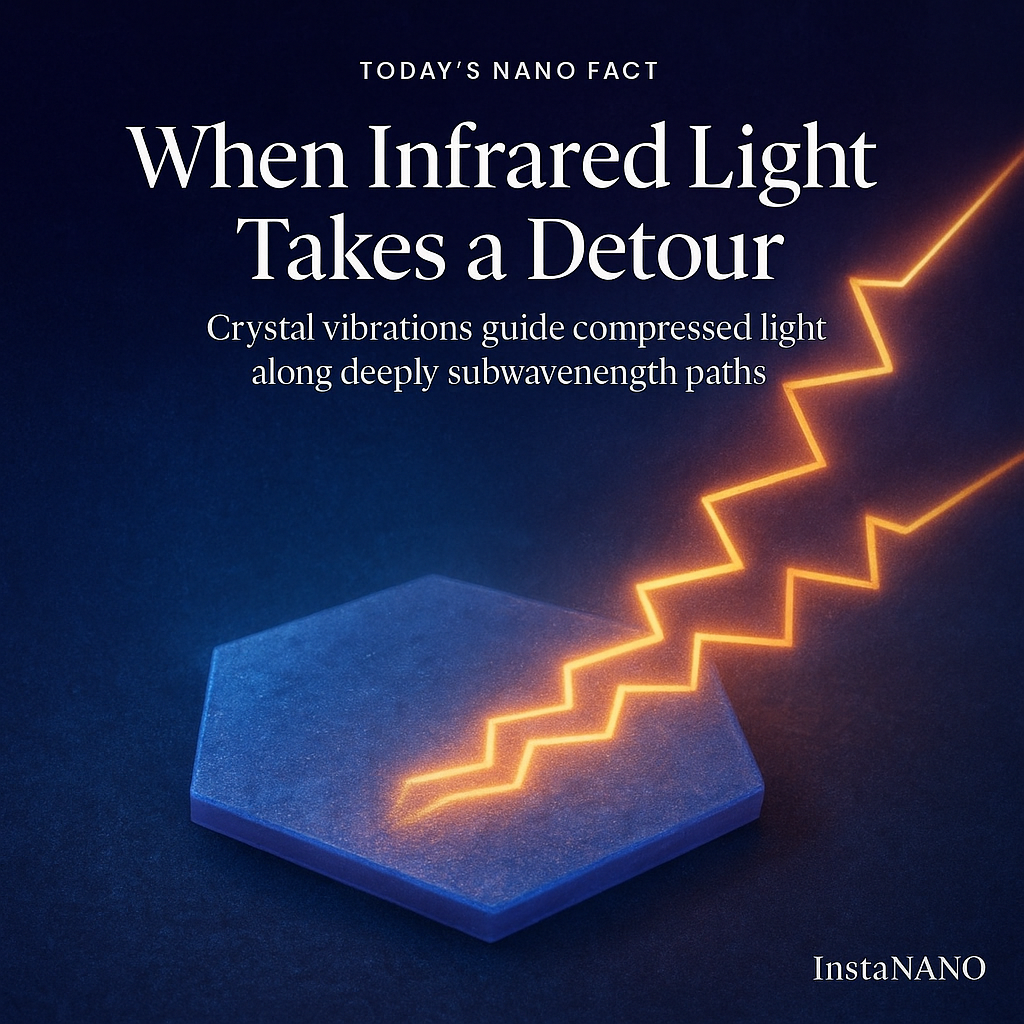 TODAY'S NANO FACT
When Infrared Light
Takes a Detour
Crystal vibrations guide compressed light
along deeply subwavenength paths
InstaNANO